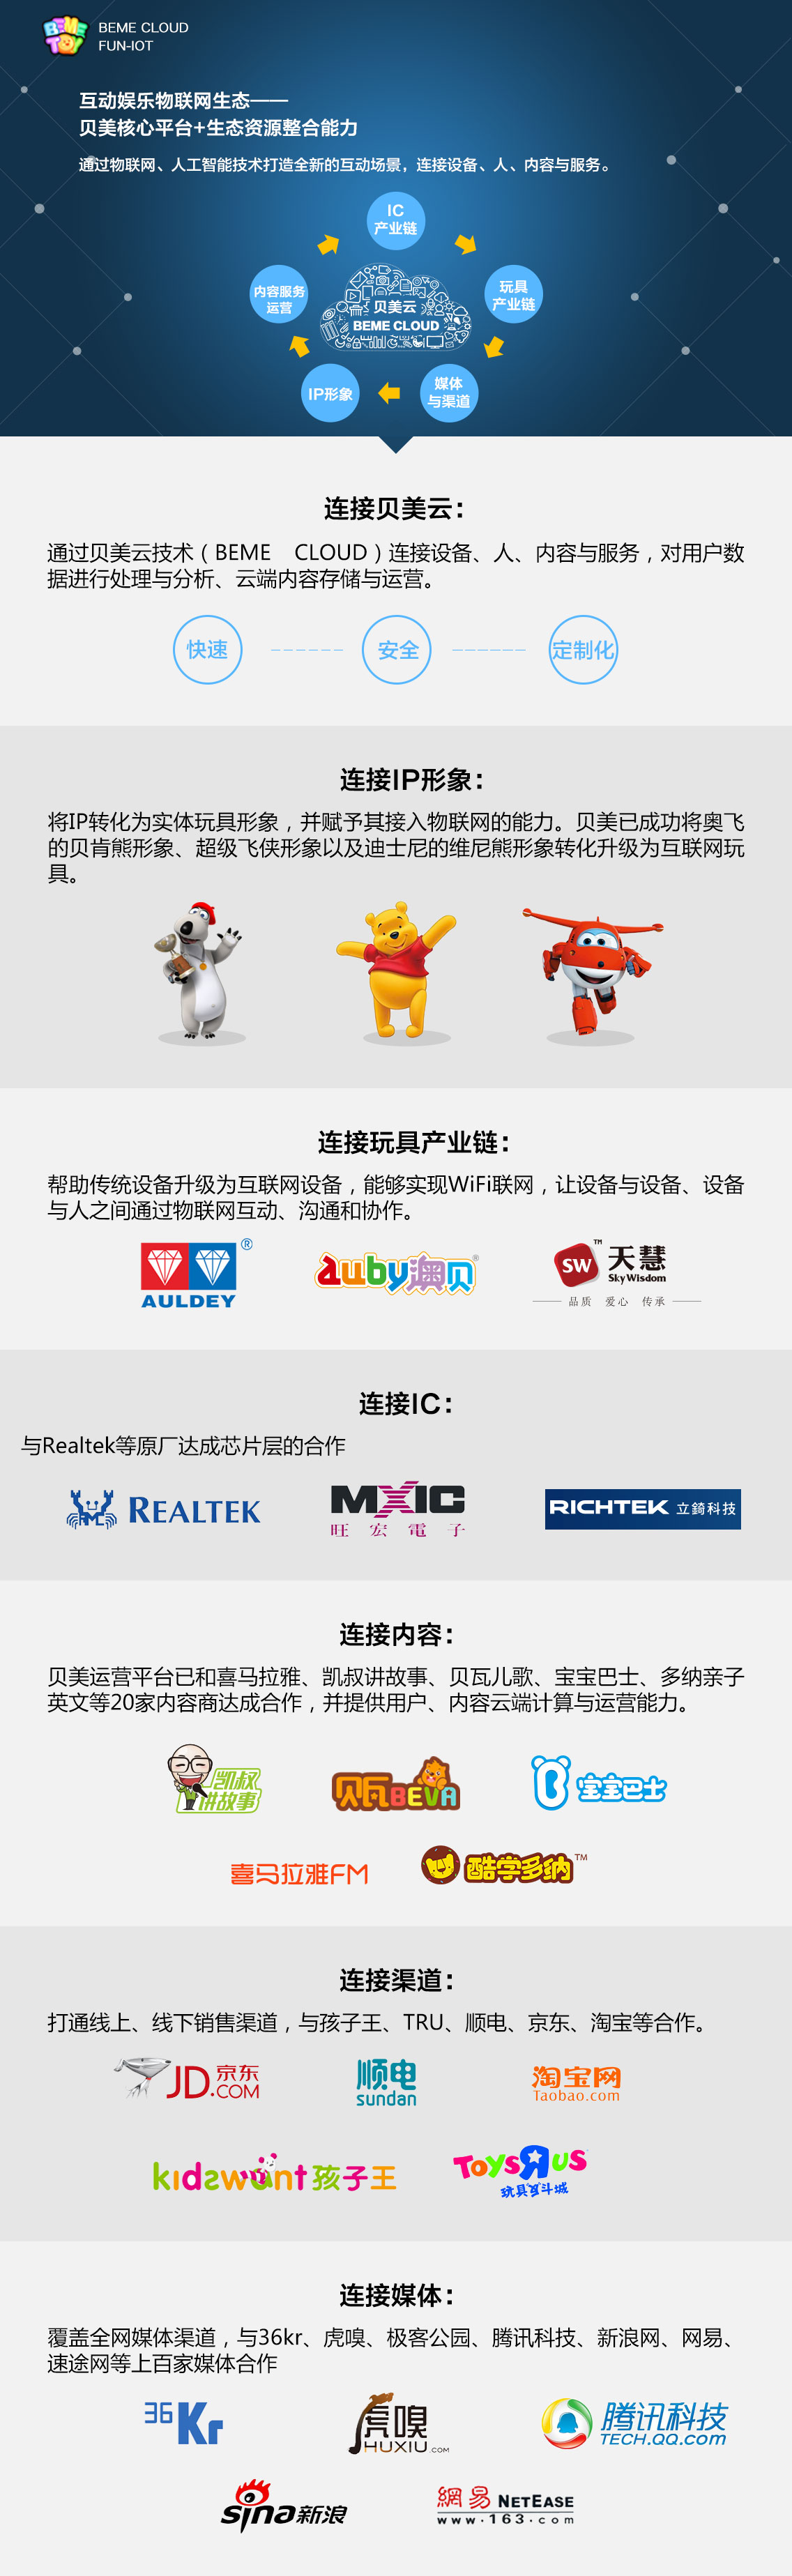 BEME TOY
BEME CLOUD
FUN-IOT
互动娱乐物联网生态——
贝美核心平台+生态资源整合能力
通过物联网、人工智能技术打造全新的互动场景，连接设备、人、内容与服务。
IC
产业链
玩具
产业链
媒体
与渠道
IP形象
内容服务
运营
贝美云
BEME CLOUD
连接贝美云：
通过贝美云技术（BEME CLOUD）连接设备、人、内容与服务，对用户数
据进行处理与分析、云端内容存储与运营。
快速
安全
定制化
连接IP形象：
将IP转化为实体玩具形象，并赋予其接入物联网的能力。贝美已成功将奥飞
的贝肯熊形象、超级飞侠形象以及迪士尼的维尼熊形象转化升级为互联网玩
具。
连接玩具产业链：
帮助传统设备升级为互联网设备，能够实现WiFi联网，让设备与设备、设备
与人之间通过物联网互动、沟通和协作。
®
AULDEY
auby澳贝®
SW™ 天慧
Sky Wisdom
品质 爱心 传承
连接IC：
与Realtek等原厂达成芯片层的合作
REALTEK
MXIC
旺宏電子
RICHTEK 立錡科技
连接内容：
贝美运营平台已和喜马拉雅、凯叔讲故事、贝瓦儿歌、宝宝巴士、多纳亲子
英文等20家内容商达成合作，并提供用户、内容云端计算与运营能力。
凯叔
讲故事
贝瓦BEVA
宝宝巴士
喜马拉雅FM
酷学多纳™
连接渠道：
打通线上、线下销售渠道，与孩子王、TRU、顺电、京东、淘宝等合作。
JD.COM 京东
顺电
sundan
淘宝网
Taobao.com
kidswant孩子王
ToysRus
玩具反斗城
连接媒体：
覆盖全网媒体渠道，与36kr、虎嗅、极客公园、腾讯科技、新浪网、网易、
速途网等上百家媒体合作
36Kr
虎嗅
HUXIU.COM
腾讯科技
TECH.QQ.com
sina新浪
網易 NETEASE
www.163.com